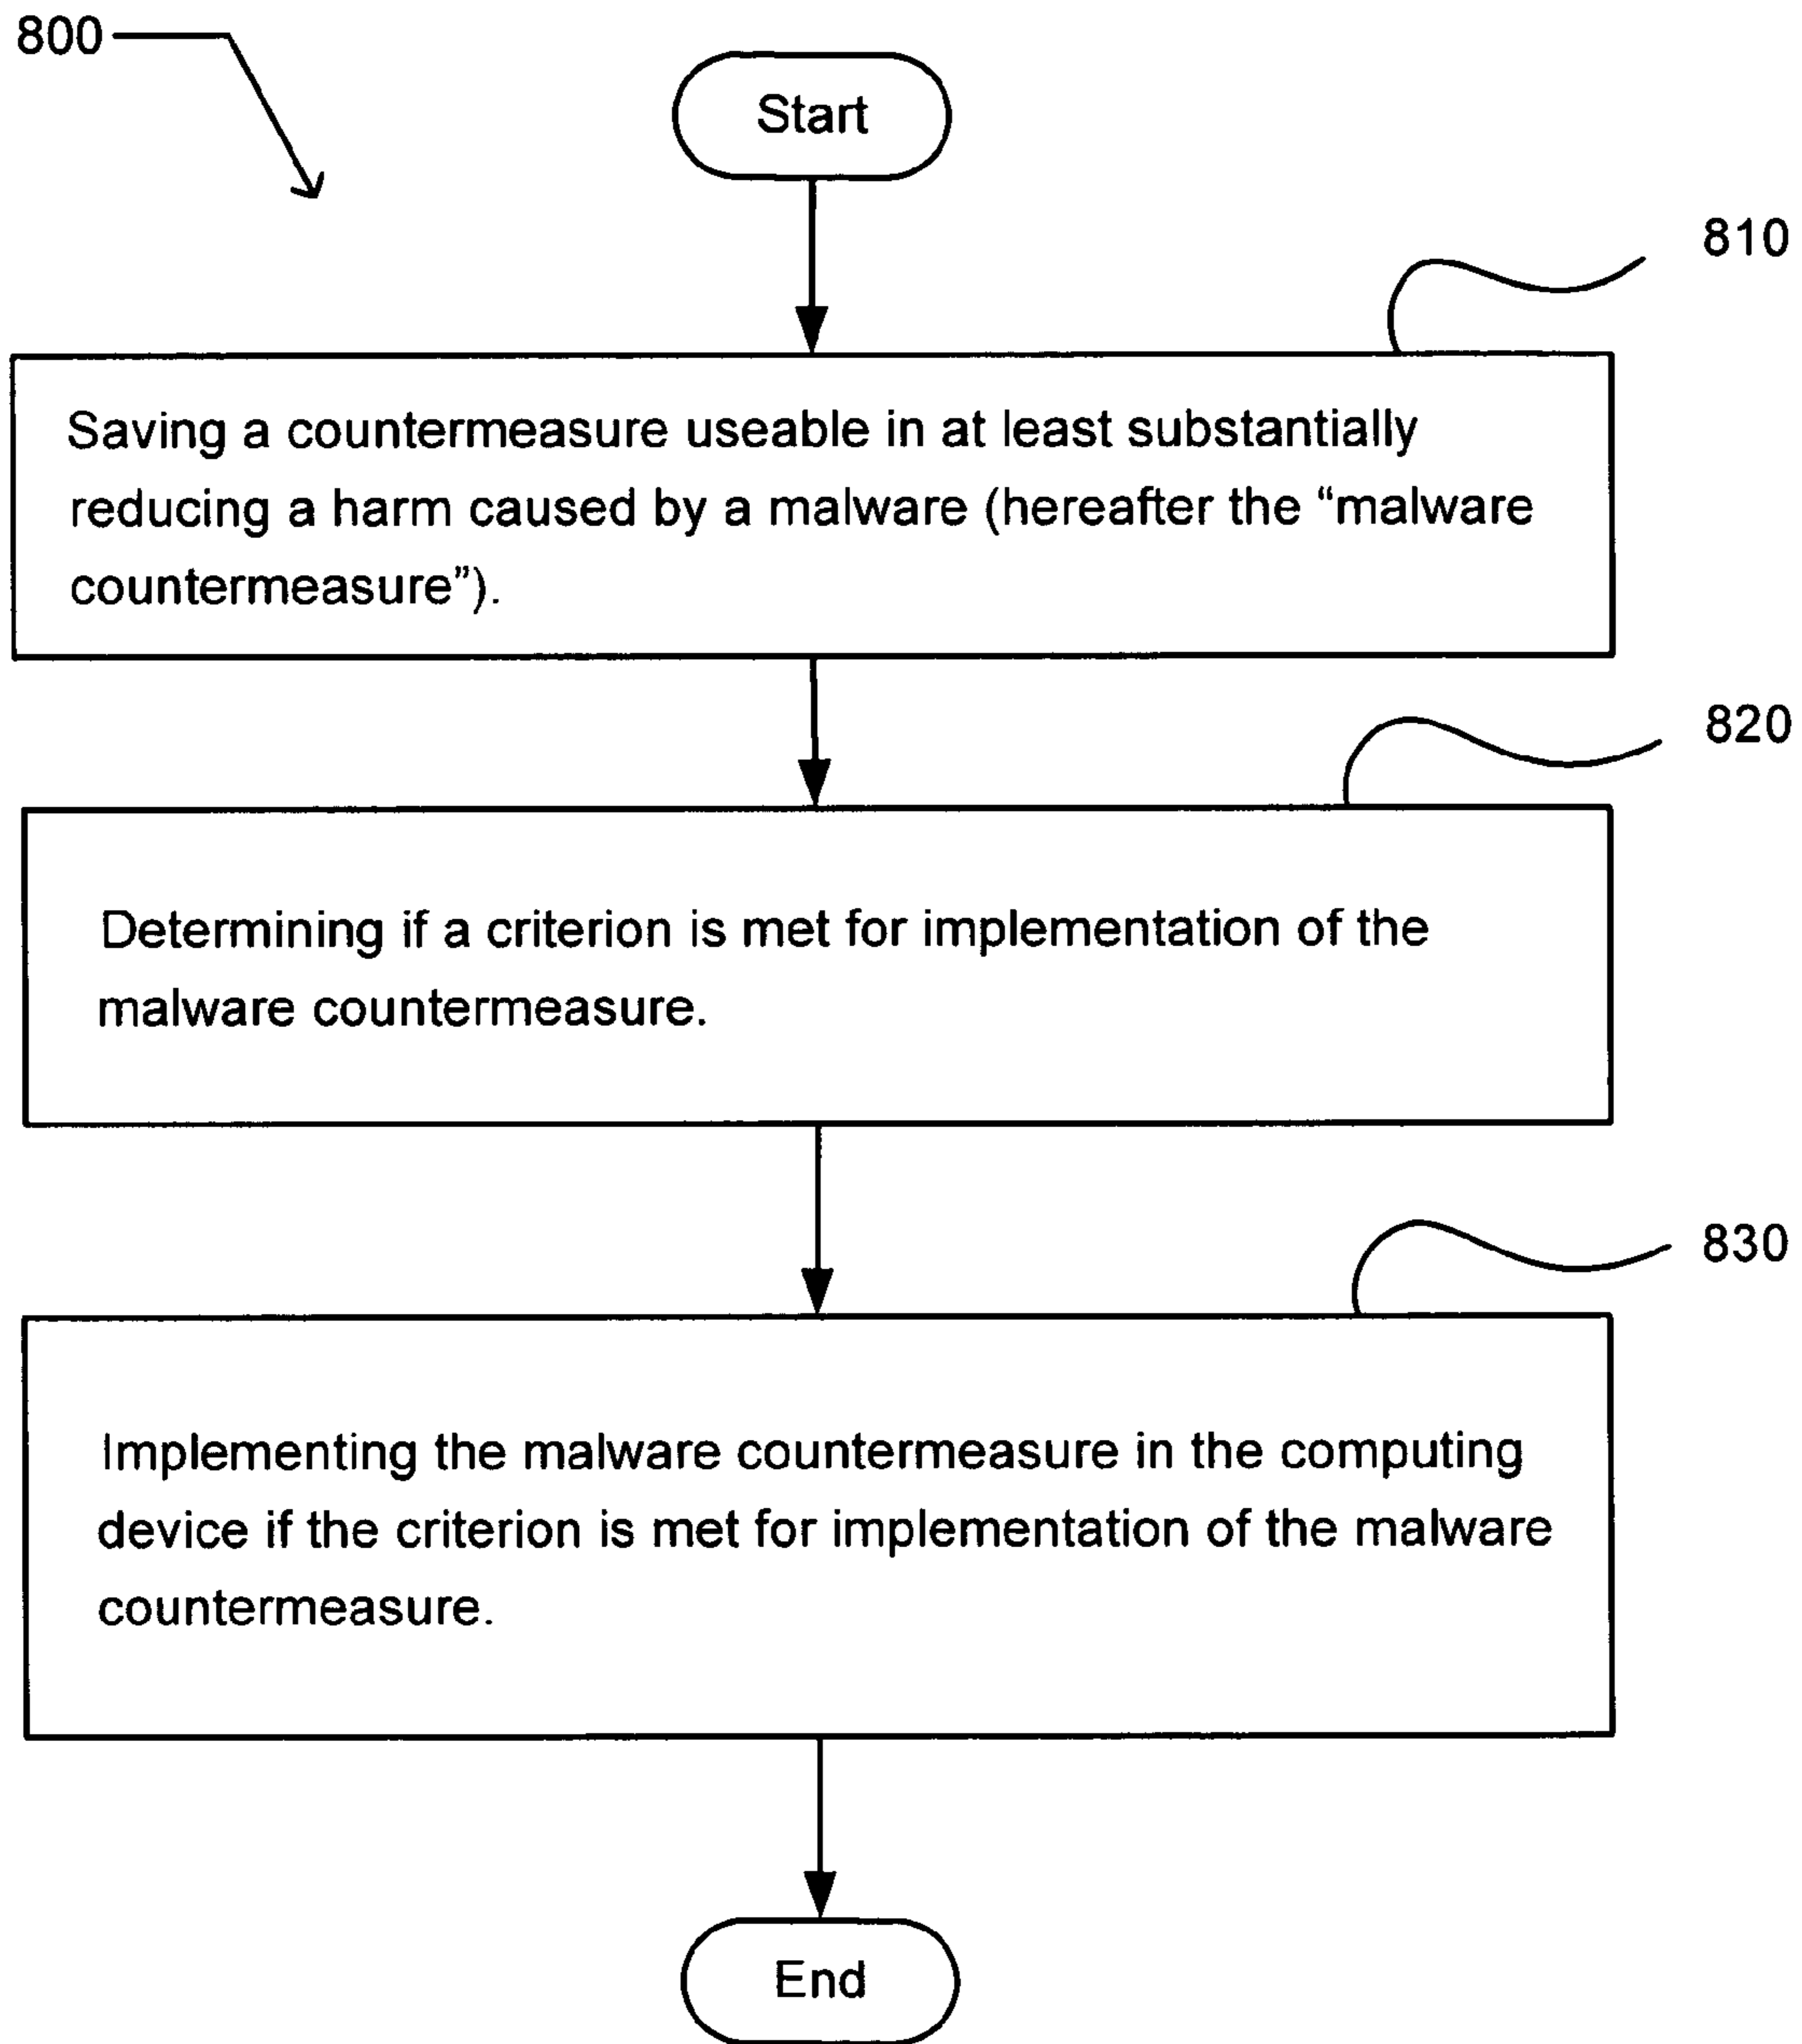 800
Start
810
Saving a countermeasure useable in at least substantially
reducing a harm caused by a malware (hereafter the “malware
countermeasure”).
820
Determining if a criterion is met for implementation of the
malware countermeasure.
830
Implementing the malware countermeasure in the computing
device if the criterion is met for implementation of the malware
countermeasure.
End